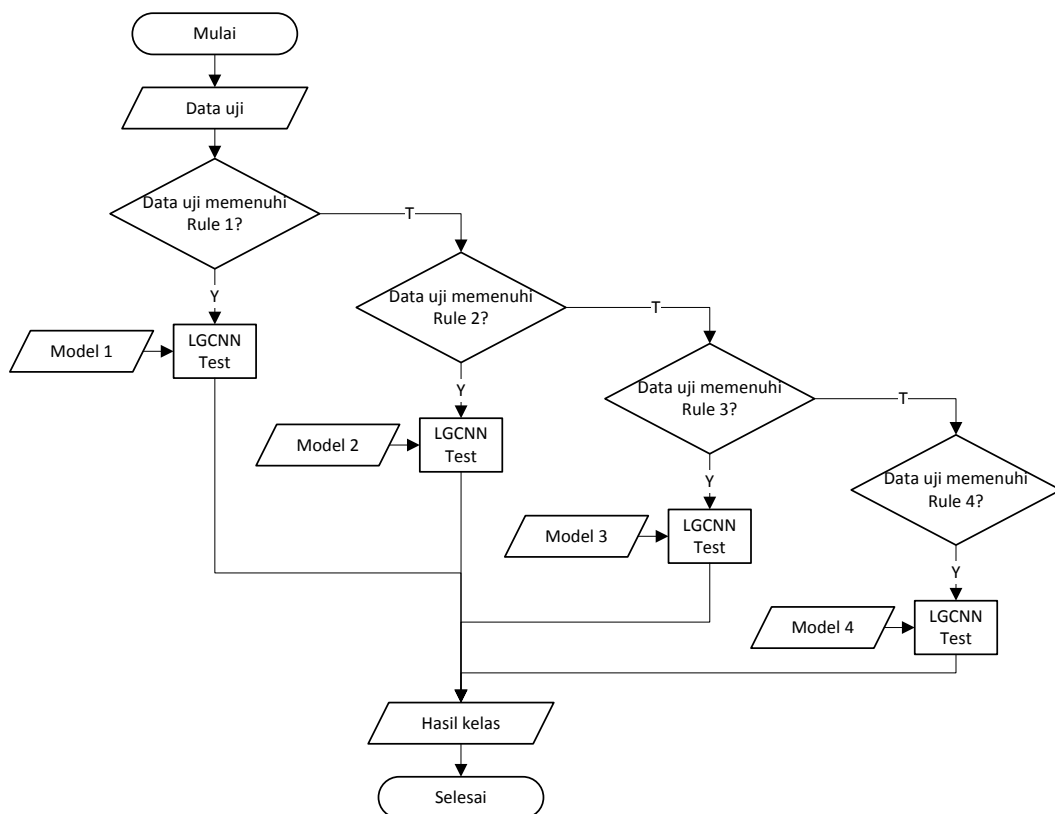 Mulai
Data uji
Data uji memenuhi
Rule 1?
T
Y
Model 1
LGCNN
Test
Data uji memenuhi
Rule 2?
T
Y
Model 2
LGCNN
Test
Data uji memenuhi
Rule 3?
T
Y
Model 3
LGCNN
Test
Data uji memenuhi
Rule 4?
Y
Model 4
LGCNN
Test
Hasil kelas
Selesai